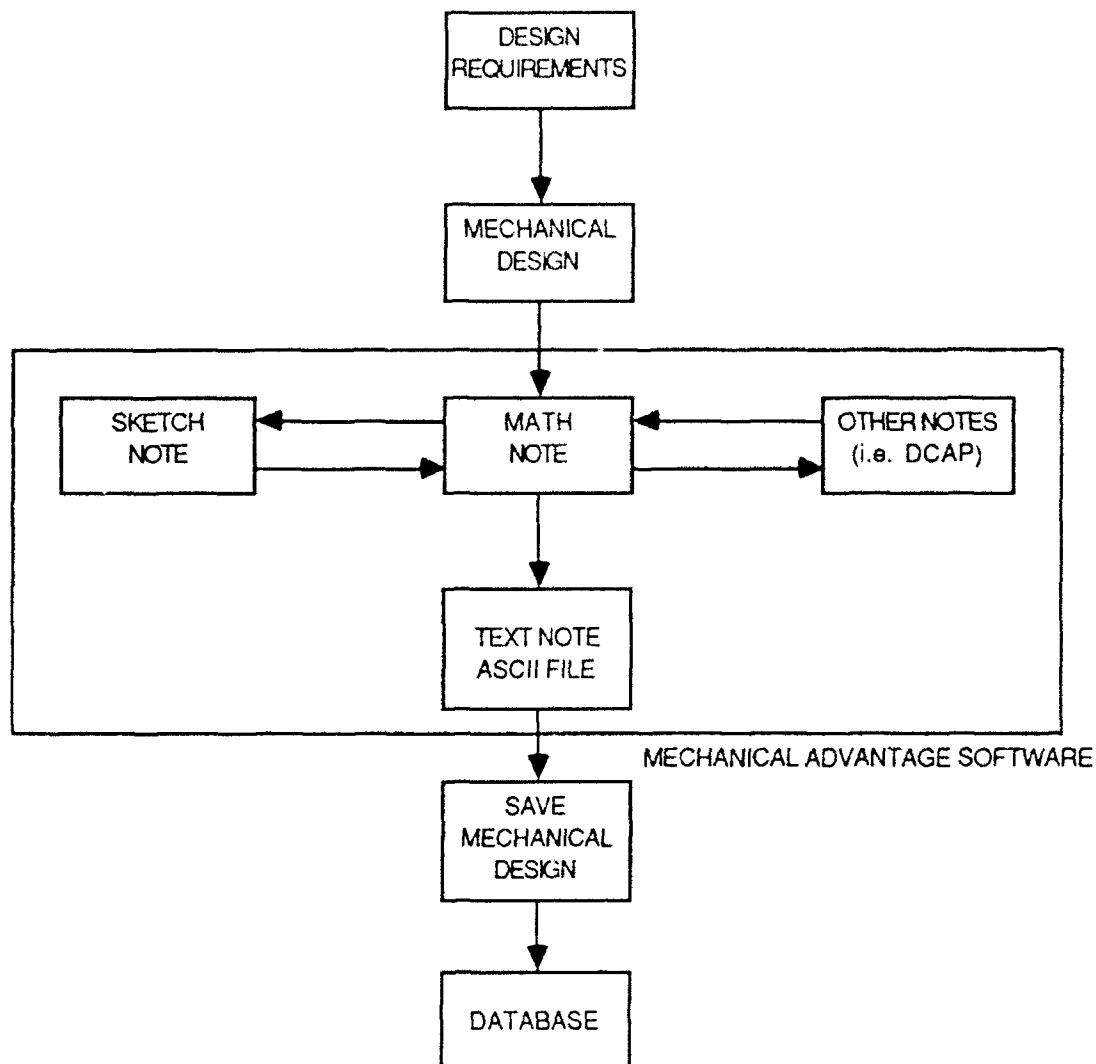 DESIGN
REQUIREMENTS
MECHANICAL
DESIGN
SKETCH
NOTE
MATH
NOTE
OTHER NOTES
(i.e. DCAP)
TEXT NOTE
ASCII FILE
MECHANICAL ADVANTAGE SOFTWARE
SAVE
MECHANICAL
DESIGN
DATABASE